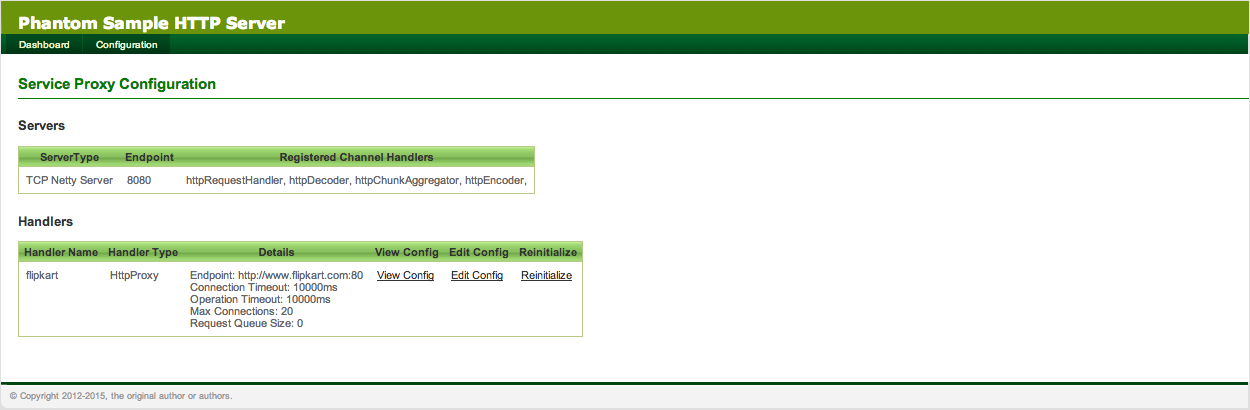 Phantom Sample HTTP Server
Dashboard Configuration
Service Proxy Configuration
Servers
ServerType Endpoint Registered Channel Handlers
TCP Netty Server 8080 httpRequestHandler, httpDecoder, httpChunkAggregator, httpEncoder,
Handlers
Handler Name Handler Type Details View Config Edit Config Reinitialize
flipkart HttpProxy Endpoint: http://www.flipkart.com:80 View Config Edit Config Reinitialize
Connection Timeout: 10000ms
Operation Timeout: 10000ms
Max Connections: 20
Request Queue Size: 0
© Copyright 2012-2015, the original author or authors.